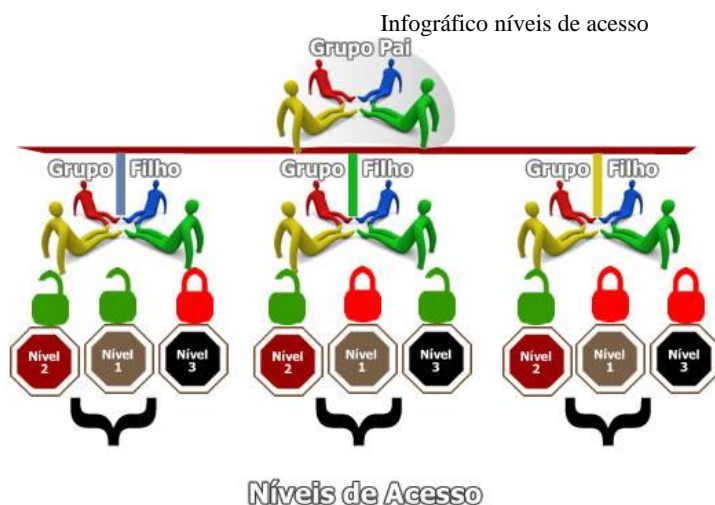 Infográfico níveis de acesso
Grupo Pai
Grupo Filho
Grupo Filho
Grupo Filho
Nível
2
Nível
1
Nível
3
Nível
2
Nível
1
Nível
3
Nível
2
Nível
1
Nível
3
Níveis de Acesso